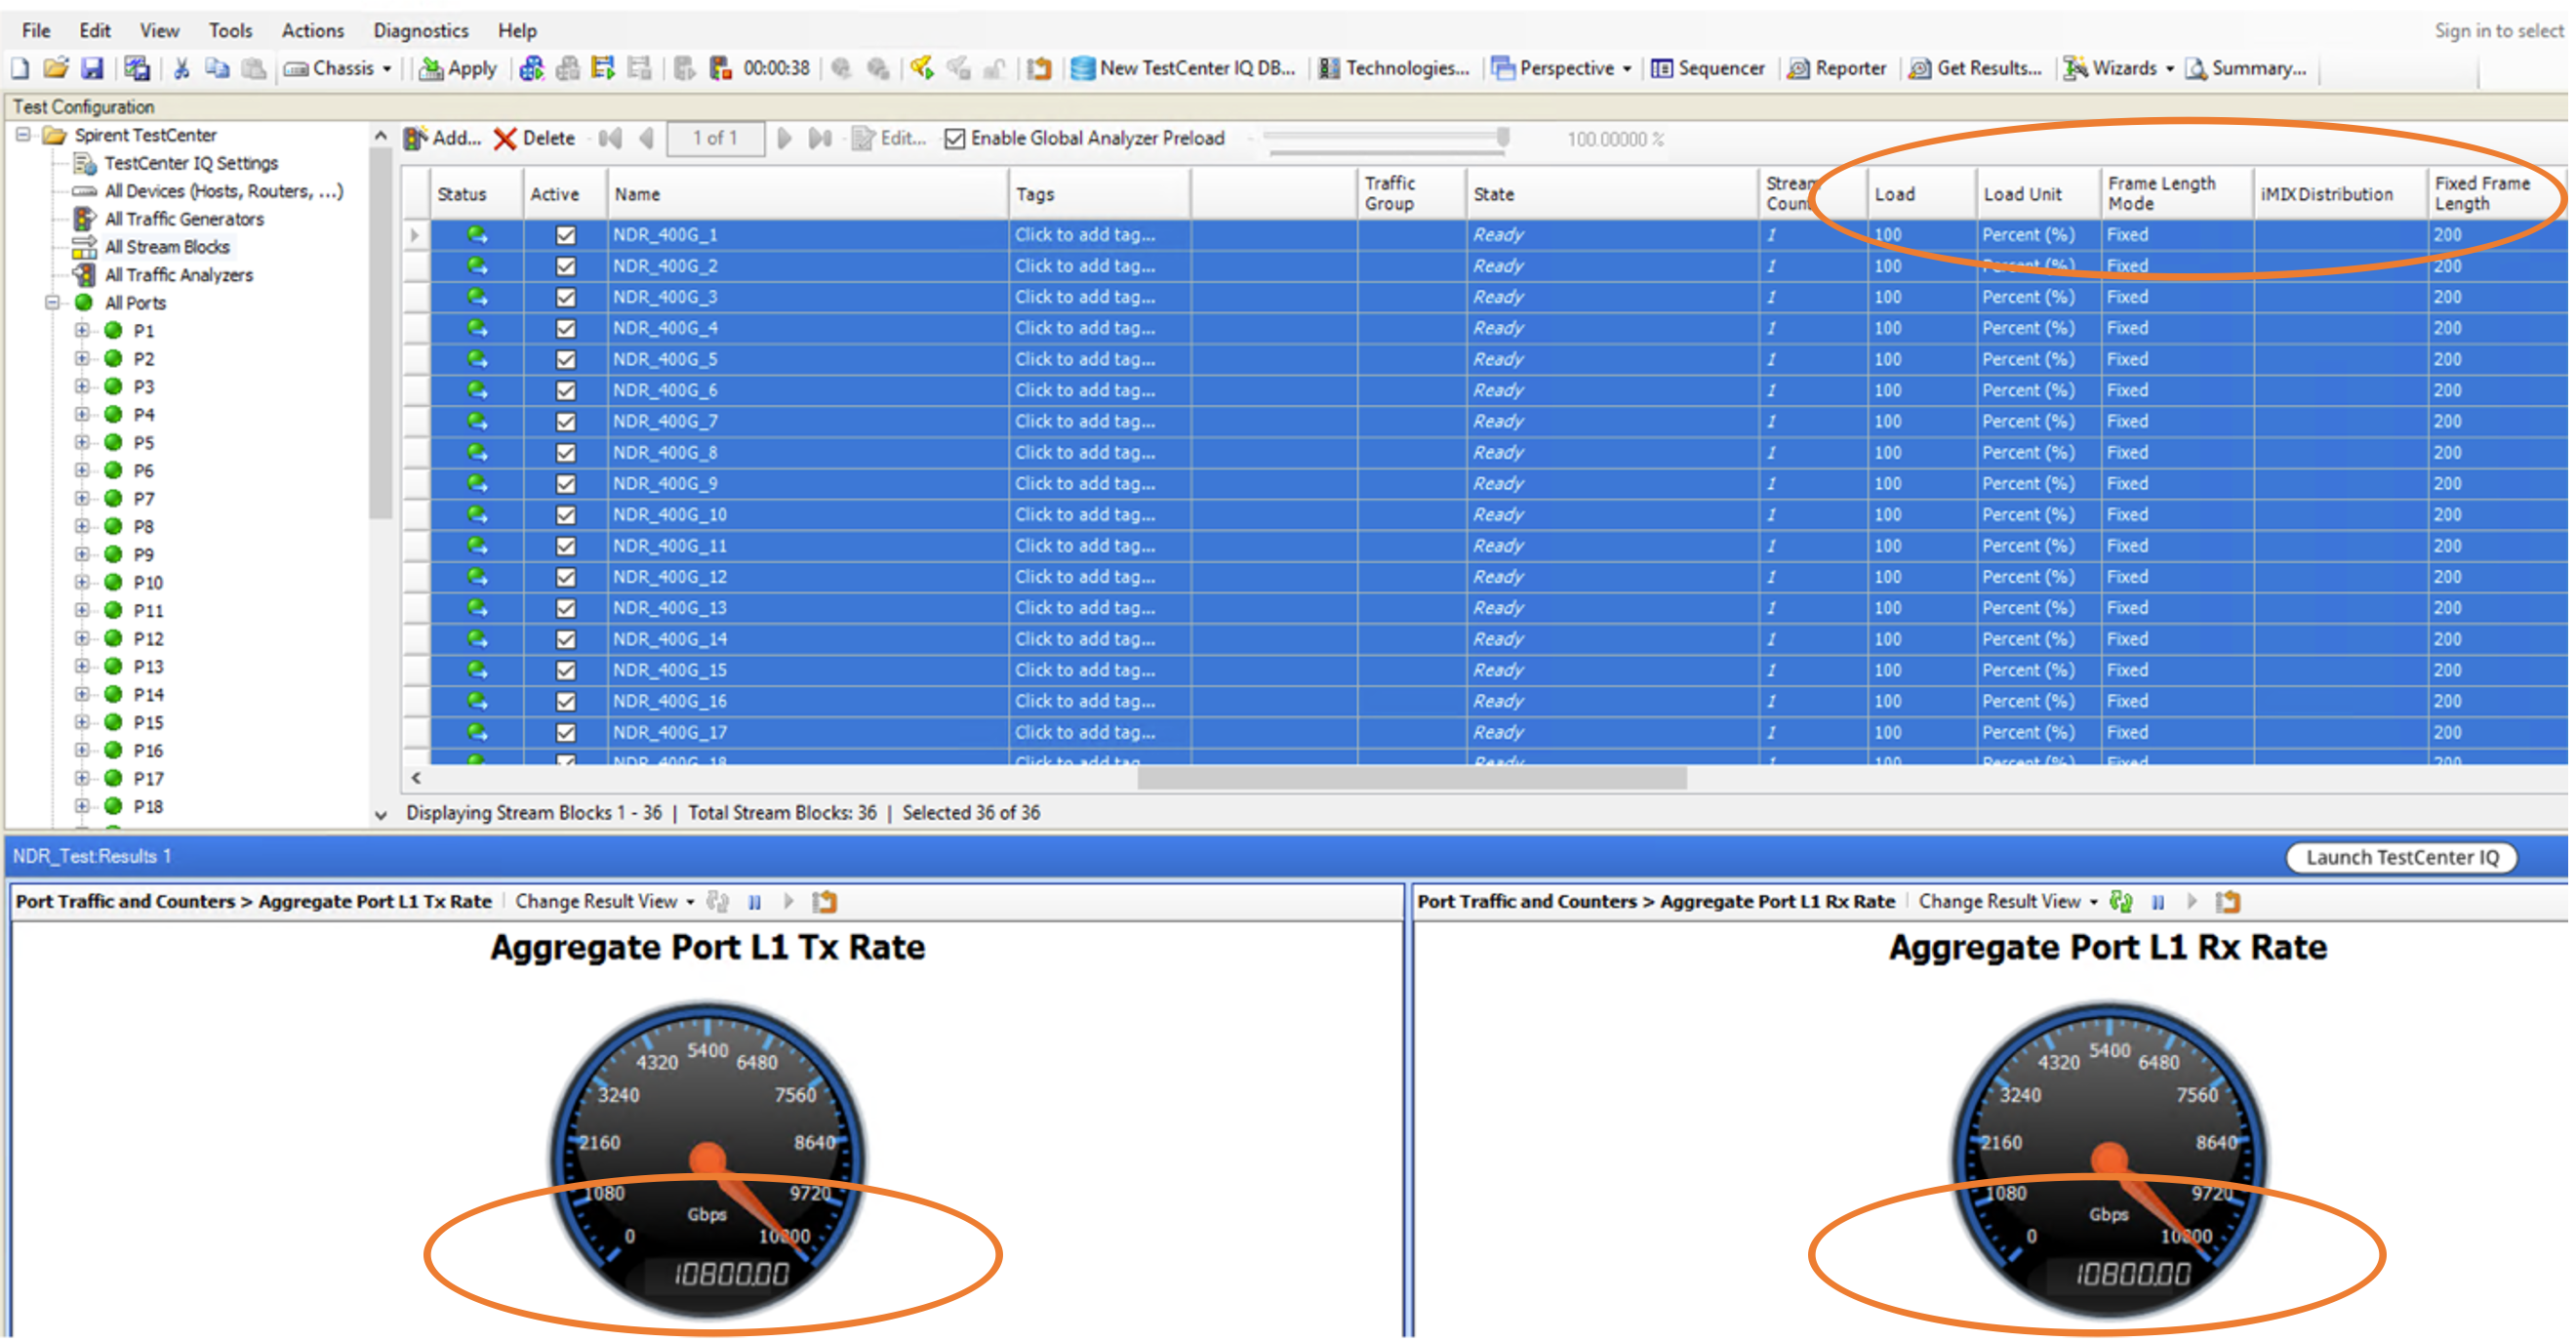 File Edit View Tools Actions Diagnostics Help Sign in to select
Chassis Apply 00:00:38 New TestCenter IQ DB... Technologies... Perspective Sequencer Reporter Get Results... Wizards Summary...
Test Configuration
Spirent TestCenter
TestCenter IQ Settings
All Devices (Hosts, Routers, ...)
All Traffic Generators
All Stream Blocks
All Traffic Analyzers
All Ports
P1
P2
P3
P4
P5
P6
P7
P8
P9
P10
P11
P12
P13
P14
P15
P16
P17
P18
Add... Delete 1 of 1 Edit... Enable Global Analyzer Preload 100.00000 %
Status Active Name Tags Traffic Group State Stream Count Load Load Unit Frame Length Mode iMIX Distribution Fixed Frame Length
NDR_400G_1 Click to add tag... Ready 1 100 Percent (%) Fixed 200
NDR_400G_2 Click to add tag... Ready 1 100 Percent (%) Fixed 200
NDR_400G_3 Click to add tag... Ready 1 100 Percent (%) Fixed 200
NDR_400G_4 Click to add tag... Ready 1 100 Percent (%) Fixed 200
NDR_400G_5 Click to add tag... Ready 1 100 Percent (%) Fixed 200
NDR_400G_6 Click to add tag... Ready 1 100 Percent (%) Fixed 200
NDR_400G_7 Click to add tag... Ready 1 100 Percent (%) Fixed 200
NDR_400G_8 Click to add tag... Ready 1 100 Percent (%) Fixed 200
NDR_400G_9 Click to add tag... Ready 1 100 Percent (%) Fixed 200
NDR_400G_10 Click to add tag... Ready 1 100 Percent (%) Fixed 200
NDR_400G_11 Click to add tag... Ready 1 100 Percent (%) Fixed 200
NDR_400G_12 Click to add tag... Ready 1 100 Percent (%) Fixed 200
NDR_400G_13 Click to add tag... Ready 1 100 Percent (%) Fixed 200
NDR_400G_14 Click to add tag... Ready 1 100 Percent (%) Fixed 200
NDR_400G_15 Click to add tag... Ready 1 100 Percent (%) Fixed 200
NDR_400G_16 Click to add tag... Ready 1 100 Percent (%) Fixed 200
NDR_400G_17 Click to add tag... Ready 1 100 Percent (%) Fixed 200
NDR_400G_18 Click to add tag Ready 1 100 Percent (%) Fixed 200
Displaying Stream Blocks 1 - 36 | Total Stream Blocks: 36 | Selected 36 of 36
NDR_Test:Results 1 Launch TestCenter IQ
Port Traffic and Counters > Aggregate Port L1 Tx Rate Change Result View
Aggregate Port L1 Tx Rate
5400
4320 6480
3240 7560
2160 8640
1080 9720
Gbps
0 10800
10800.00
Port Traffic and Counters > Aggregate Port L1 Rx Rate Change Result View
Aggregate Port L1 Rx Rate
5400
4320 6480
3240 7560
2160 8640
1080 9720
Gbps
0 10800
10800.00